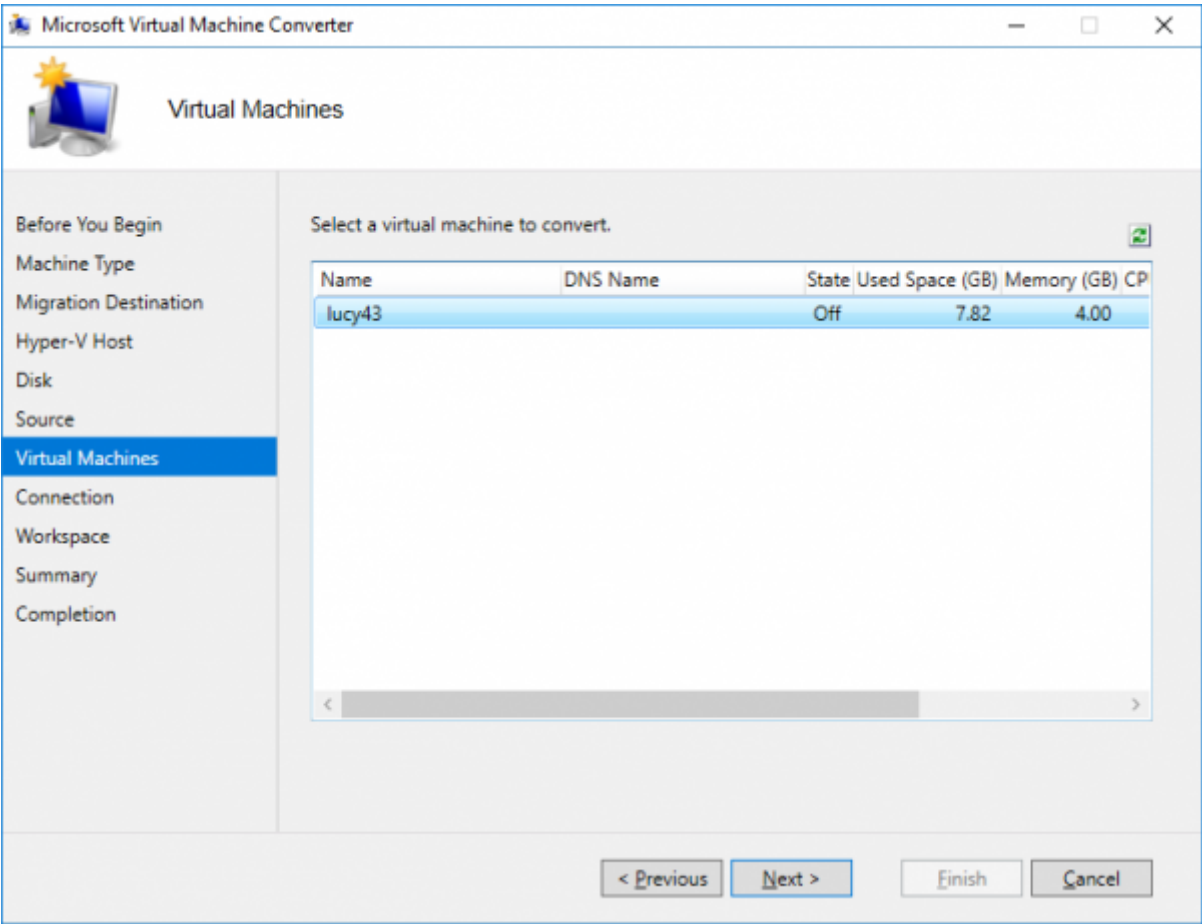 Microsoft Virtual Machine Converter
Virtual Machines
Before You Begin
Machine Type
Migration Destination
Hyper-V Host
Disk
Source
Virtual Machines
Connection
Workspace
Summary
Completion
Select a virtual machine to convert.
Name DNS Name State Used Space (GB) Memory (GB) CP
lucy43 Off 7.82 4.00
< Previous Next > Finish Cancel